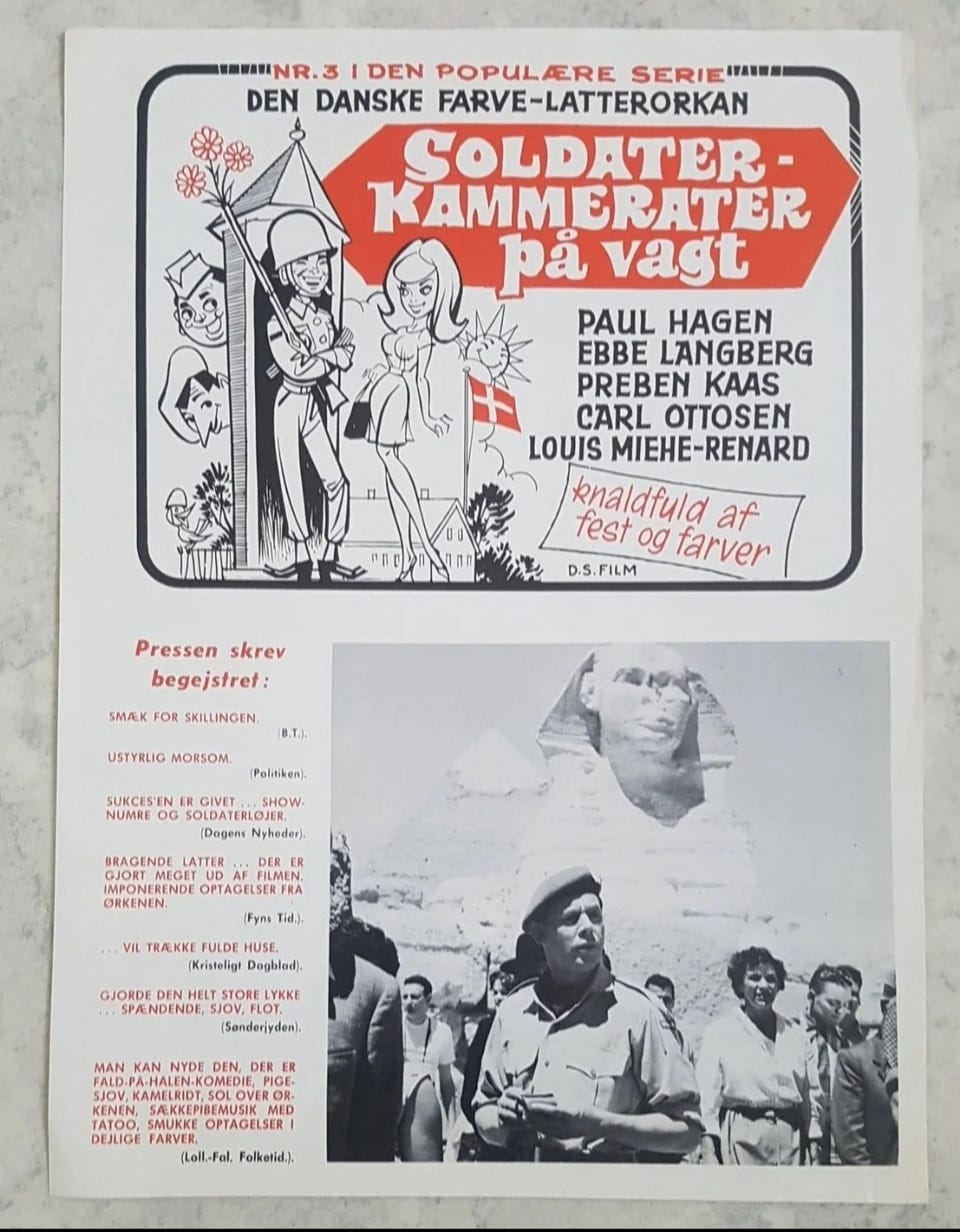 NR.3 I DEN POPULÆRE SERIE
DEN DANSKE FARVE-LATTERORKAN
SOLDATER-
KAMMERATER
på vagt
PAUL HAGEN
EBBE LANGBERG
PREBEN KAAS
CARL OTTOSEN
LOUIS MIEHE-RENARD
knaldfuld af
fest og farver
D.S.FILM
Pressen skrev
begejstret:
SMÆK FOR SKILLINGEN.
(B.T.).
USTYRLIG MORSOM.
(Politiken).
SUKCES'EN ER GIVET ... SHOW-
NUMRE OG SOLDATERLØJER.
(Dagens Nyheder).
BRAGENDE LATTER ... DER ER
GJORT MEGET UD AF FILMEN.
IMPONERENDE OPTAGELSER FRA
ØRKENEN.
(Fyns Tid.).
... VIL TRÆKKE FULDE HUSE.
(Kristeligt Dagblad).
GJORDE DEN HELT STORE LYKKE
... SPÆNDENDE, SJOV, FLOT.
(Sønderjyden).
MAN KAN NYDE DEN, DER ER
FALD-PÅ-HALEN-KOMEDIE, PIGE-
SJOV, KAMELRIDT, SOL OVER ØR-
KENEN, SÆKKEPIBEMUSIK MED
TATOO, SMUKKE OPTAGELSER I
DEJLIGE FARVER.
(Loll.-Fal. Folketid.).